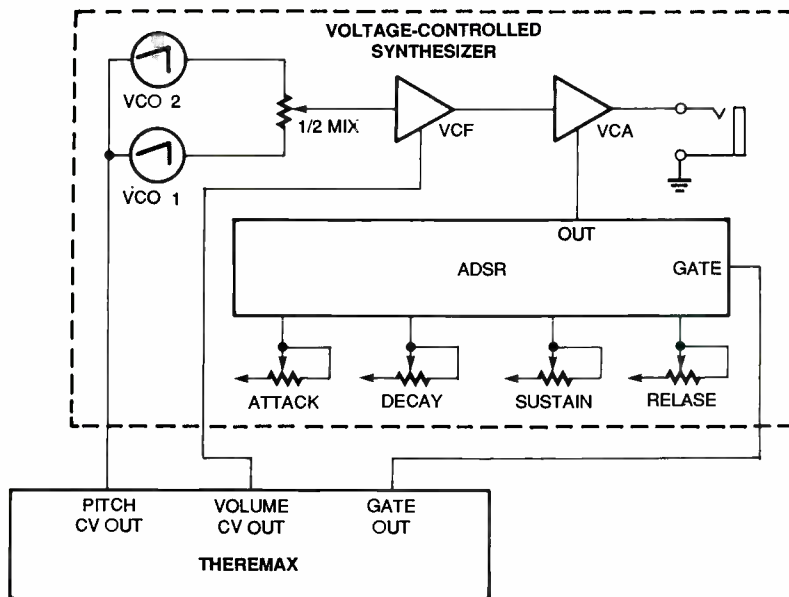 VOLTAGE-CONTROLLED
SYNTHESIZER
VCO 2
1/2 MIX
VCF
VCA
VCO 1
OUT
ADSR
GATE
ATTACK
DECAY
SUSTAIN
RELASE
PITCH
CV OUT
VOLUME
CV OUT
GATE
OUT
THEREMAX